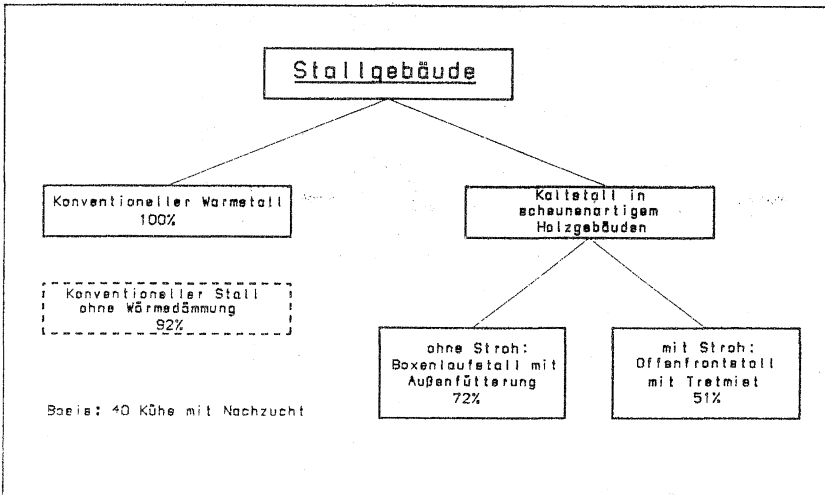 Stallgebäude
Konventioneller Warmstall
100%
Kaltstall in
scheunenartigem
Holzgebäuden
Konventioneller Stall
ohne Wärmedämmung
92%
ohne Stroh:
Boxenlaufstall mit
Außenfütterung
72%
mit Stroh:
Offenfrontstall
mit Tretmist
51%
Basis: 40 Kühe mit Nachzucht